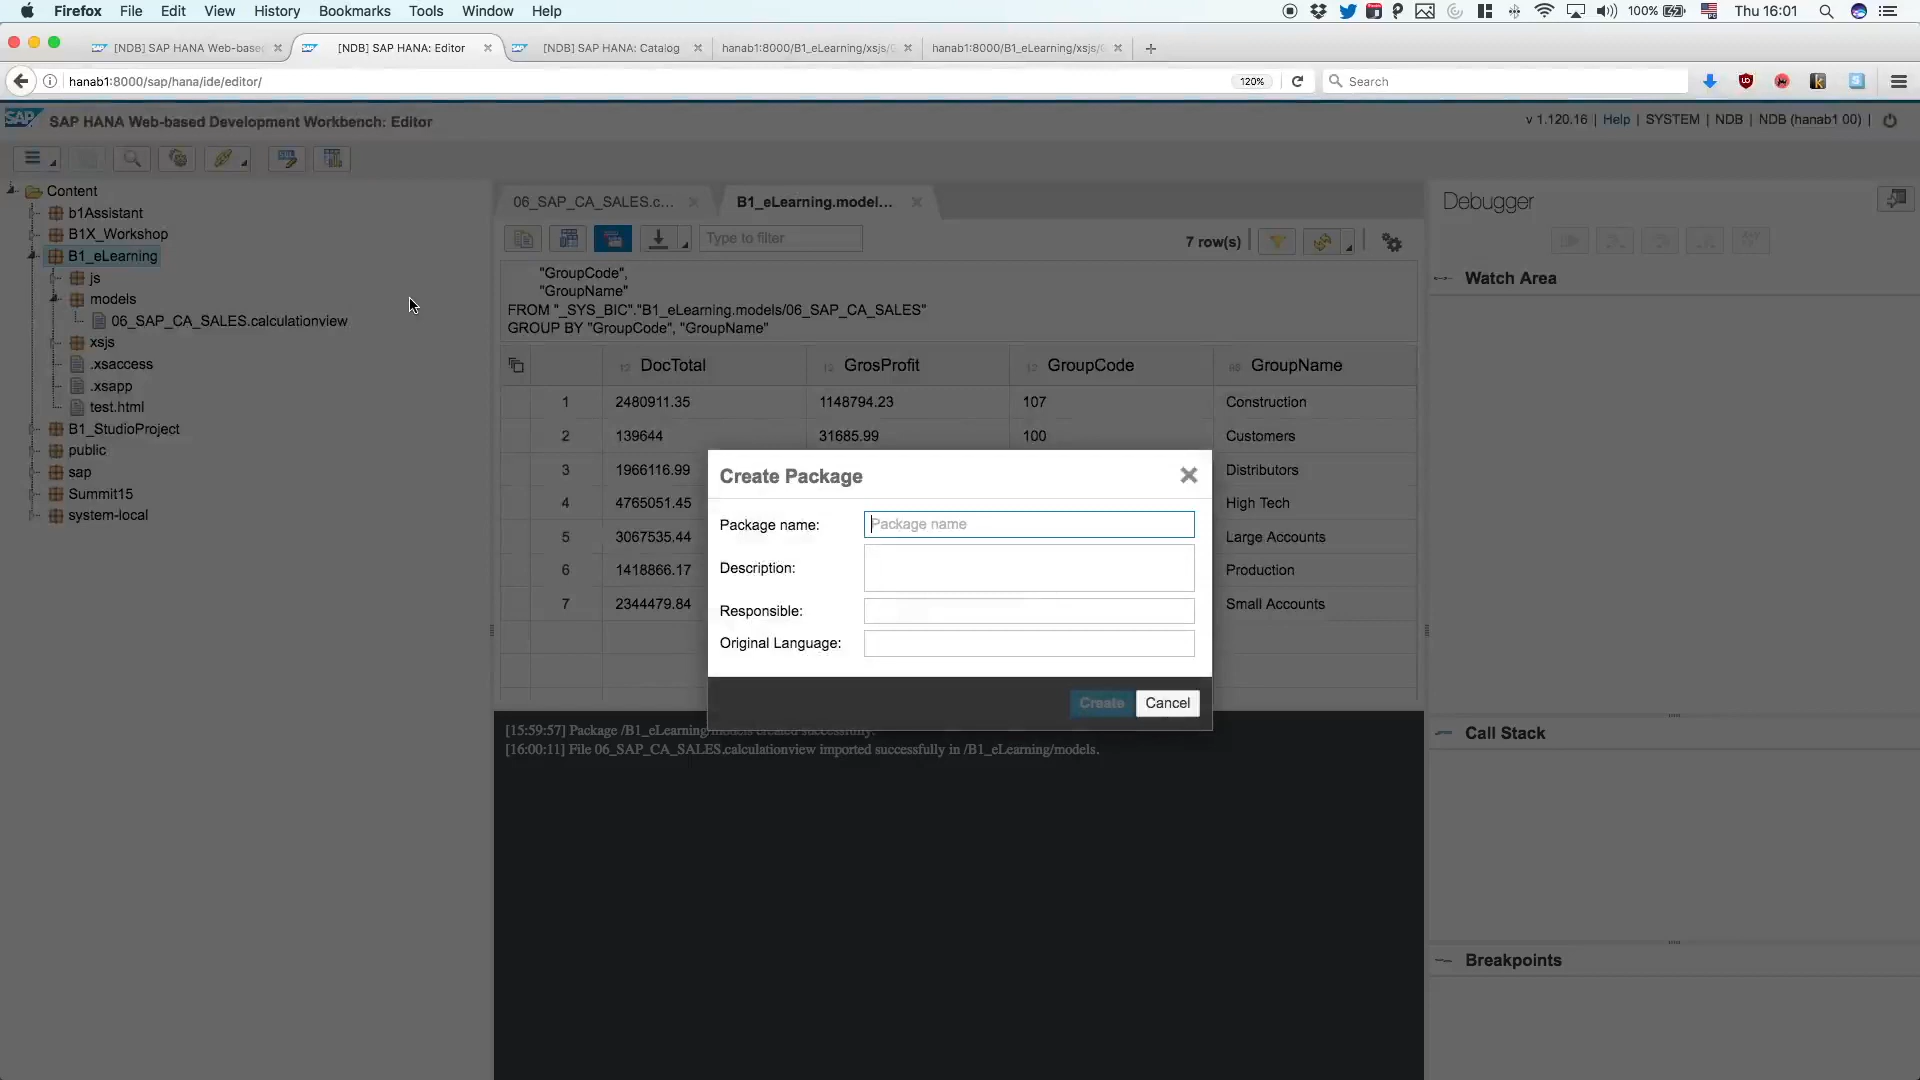 Firefox File Edit View History Bookmarks Tools Window Help 100% Thu 16:01
[NDB] SAP HANA Web-based [NDB] SAP HANA: Editor [NDB] SAP HANA: Catalog hanab1:8000/B1_eLearning/xsjs/ hanab1:8000/B1_eLearning/xsjs/
hanab1:8000/sap/hana/ide/editor/ 120% Search
SAP SAP HANA Web-based Development Workbench: Editor v 1.120.16 | Help | SYSTEM | NDB | NDB (hanab1 00) |
Content
b1Assistant
B1X_Workshop
B1_eLearning
js
models
06_SAP_CA_SALES.calculationview
xsjs
.xsaccess
.xsapp
test.html
B1_StudioProject
public
sap
Summit15
system-local
06_SAP_CA_SALES.c... B1_eLearning.model...
Type to filter 7 row(s)
"GroupCode",
"GroupName"
FROM "_SYS_BIC"."B1_eLearning.models/06_SAP_CA_SALES"
GROUP BY "GroupCode", "GroupName"
DocTotal GrosProfit GroupCode GroupName
1 2480911.35 1148794.23 107 Construction
2 139644 31685.99 100 Customers
3 1966116.99 Distributors
4 4765051.45 High Tech
5 3067535.44 Large Accounts
6 1418866.17 Production
7 2344479.84 Small Accounts
Create Package
Package name: Package name
Description:
Responsible:
Original Language:
Create Cancel
[15:59:57] Package /B1_eLearning/models created successfully.
[16:00:11] File 06_SAP_CA_SALES.calculationview imported successfully in /B1_eLearning/models.
Debugger
Watch Area
Call Stack
Breakpoints